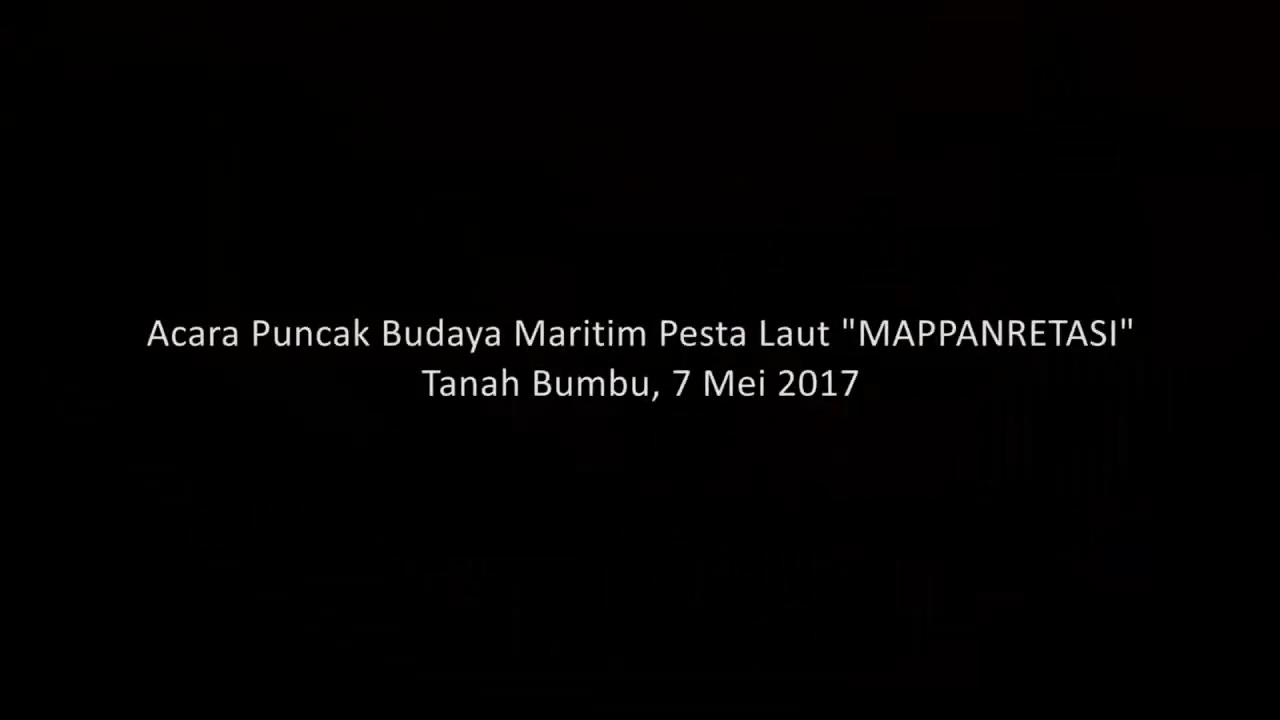 Acara Puncak Budaya Maritim Pesta Laut "MAPPANRETASI"
Tanah Bumbu, 7 Mei 2017